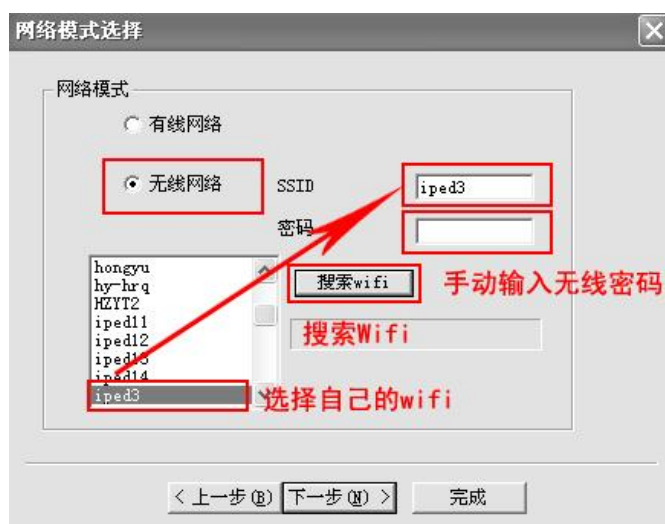 网络模式选择
网络模式
有线网络
无线网络
SSID
iped3
密码
hongyu
hy-hrq
HZYT2
iped11
iped12
iped13
iped14
iped3
搜索wifi
手动输入无线密码
搜索Wifi
选择自己的wifi
< 上一步(B)
下一步(N) >
完成